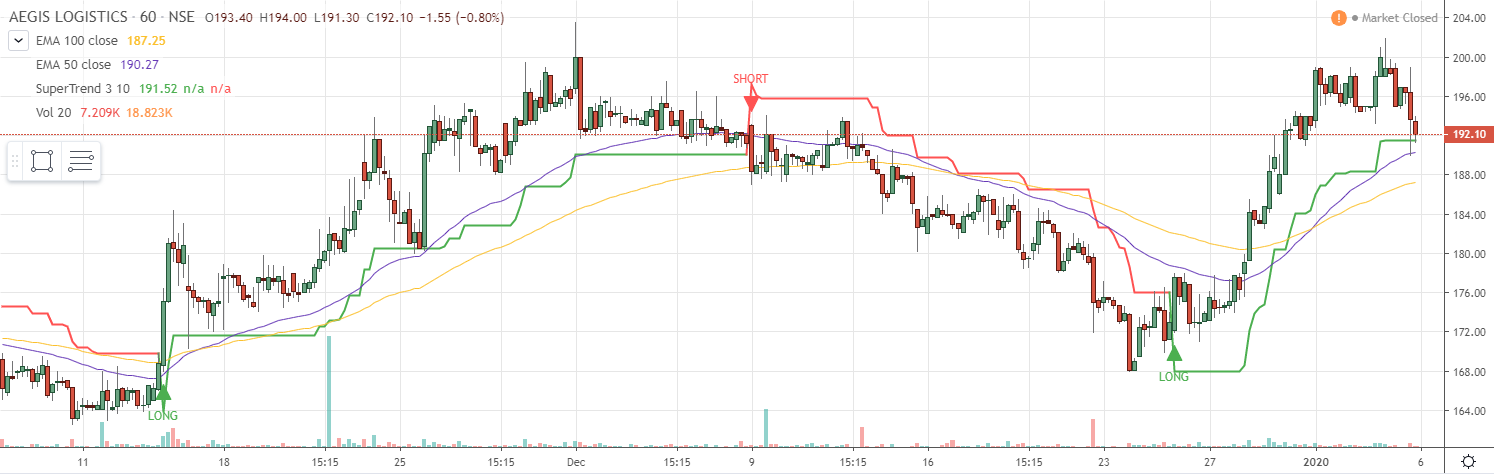 AEGIS LOGISTICS · 60 · NSE O193.40 H194.00 L191.30 C192.10 −1.55 (−0.80%)
! Market Closed
EMA 100 close 187.25
EMA 50 close 190.27
SuperTrend 3 10 191.52 n/a n/a
Vol 20 7.209K 18.823K
SHORT
LONG
LONG
204.00
200.00
196.00
192.10
188.00
184.00
180.00
176.00
172.00
168.00
164.00
11 18 15:15 25 15:15 Dec 15:15 9 15:15 16 15:15 23 27 2020 6